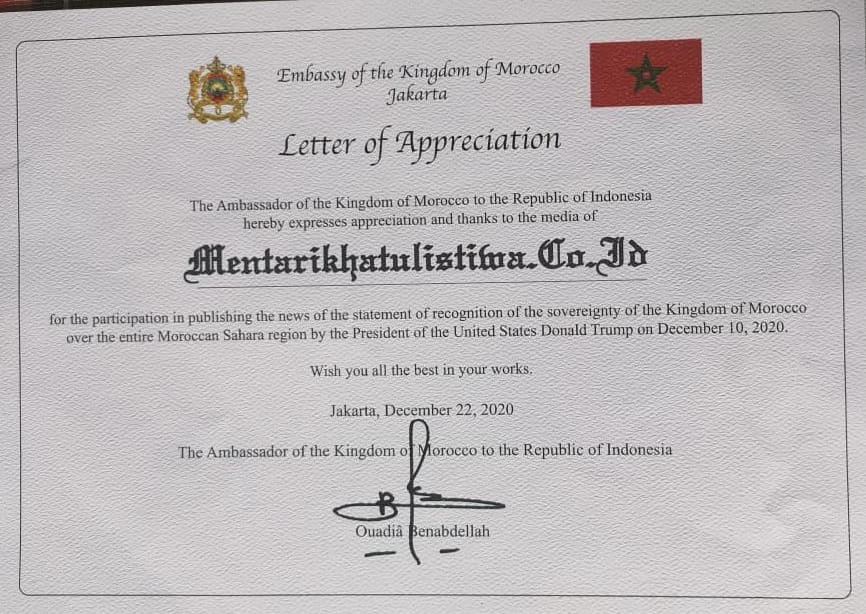 Embassy of the Kingdom of Morocco
Jakarta
Letter of Appreciation
The Ambassador of the Kingdom of Morocco to the Republic of Indonesia
hereby expresses appreciation and thanks to the media of
Mentarikhatulistiwa.Co.Id
for the participation in publishing the news of the statement of recognition of the sovereignty of the Kingdom of Morocco
over the entire Moroccan Sahara region by the President of the United States Donald Trump on December 10, 2020.
Wish you all the best in your works.
Jakarta, December 22, 2020
The Ambassador of the Kingdom of Morocco to the Republic of Indonesia
Ouadiâ Benabdellah